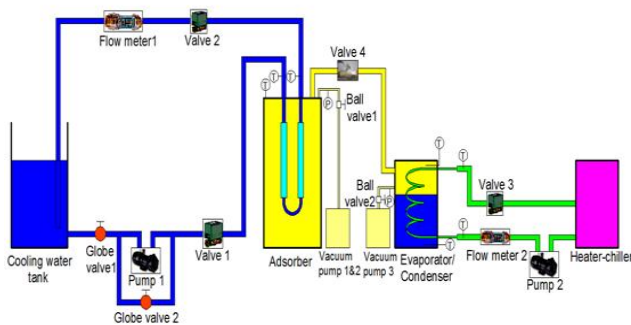 Flow meter1
Valve 2
Valve 4
T
T
T
P
Ball
valve1
T
T
Valve 3
Ball
valve2
P
Cooling water
tank
Globe
valve1
Pump 1
Valve 1
Globe valve 2
Adsorber
Vacuum
pump 1&2
Vacuum
pump 3
Evaporator/
Condenser
T
T
Flow meter 2
Pump 2
Heater-chiller